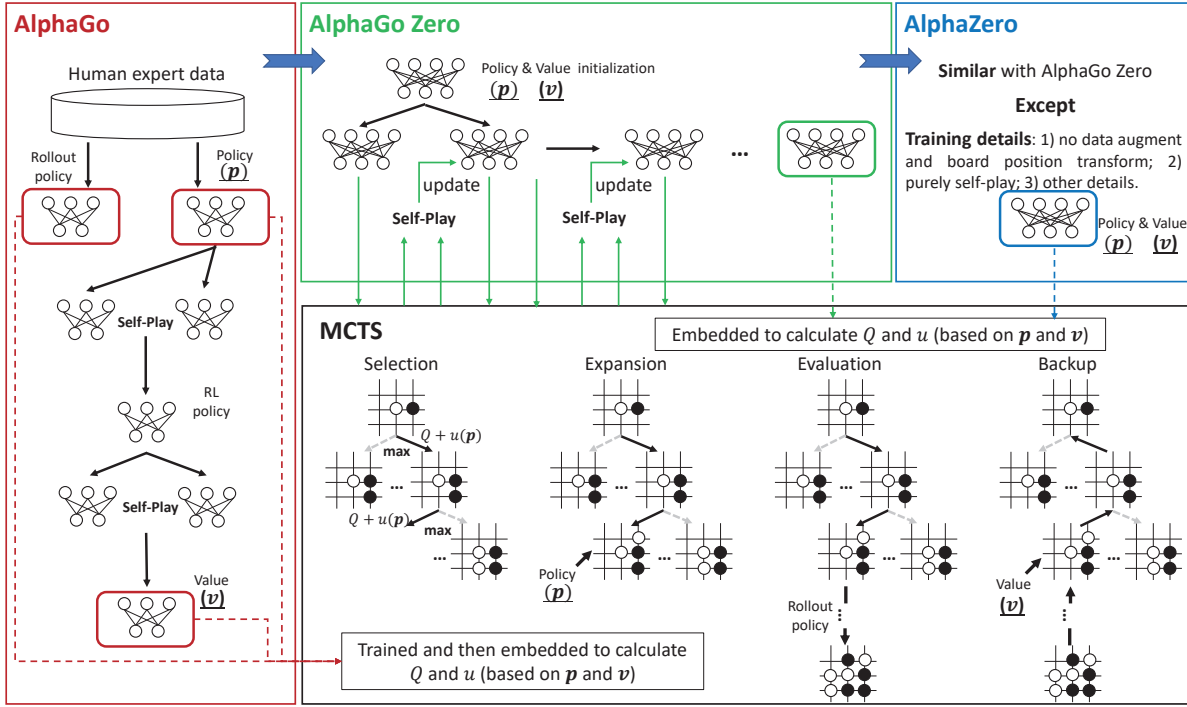 AlphaGo
Human expert data
Rollout
policy
Policy
(p)
Self-Play
RL
policy
Self-Play
Value
(v)
AlphaGo Zero
Policy & Value initialization
(p) (v)
...
update
update
Self-Play
Self-Play
AlphaZero
Similar with AlphaGo Zero
Except
Training details: 1) no data augment
and board position transform; 2)
purely self-play; 3) other details.
Policy & Value
(p) (v)
MCTS
Embedded to calculate Q and u (based on p and v)
Selection
Expansion
Evaluation
Backup
Q + u(p)
max
...
Q + u(p)
max
...
...
...
Policy
(p)
...
...
Rollout
policy
...
...
...
Value
(v)
...
Trained and then embedded to calculate
Q and u (based on p and v)